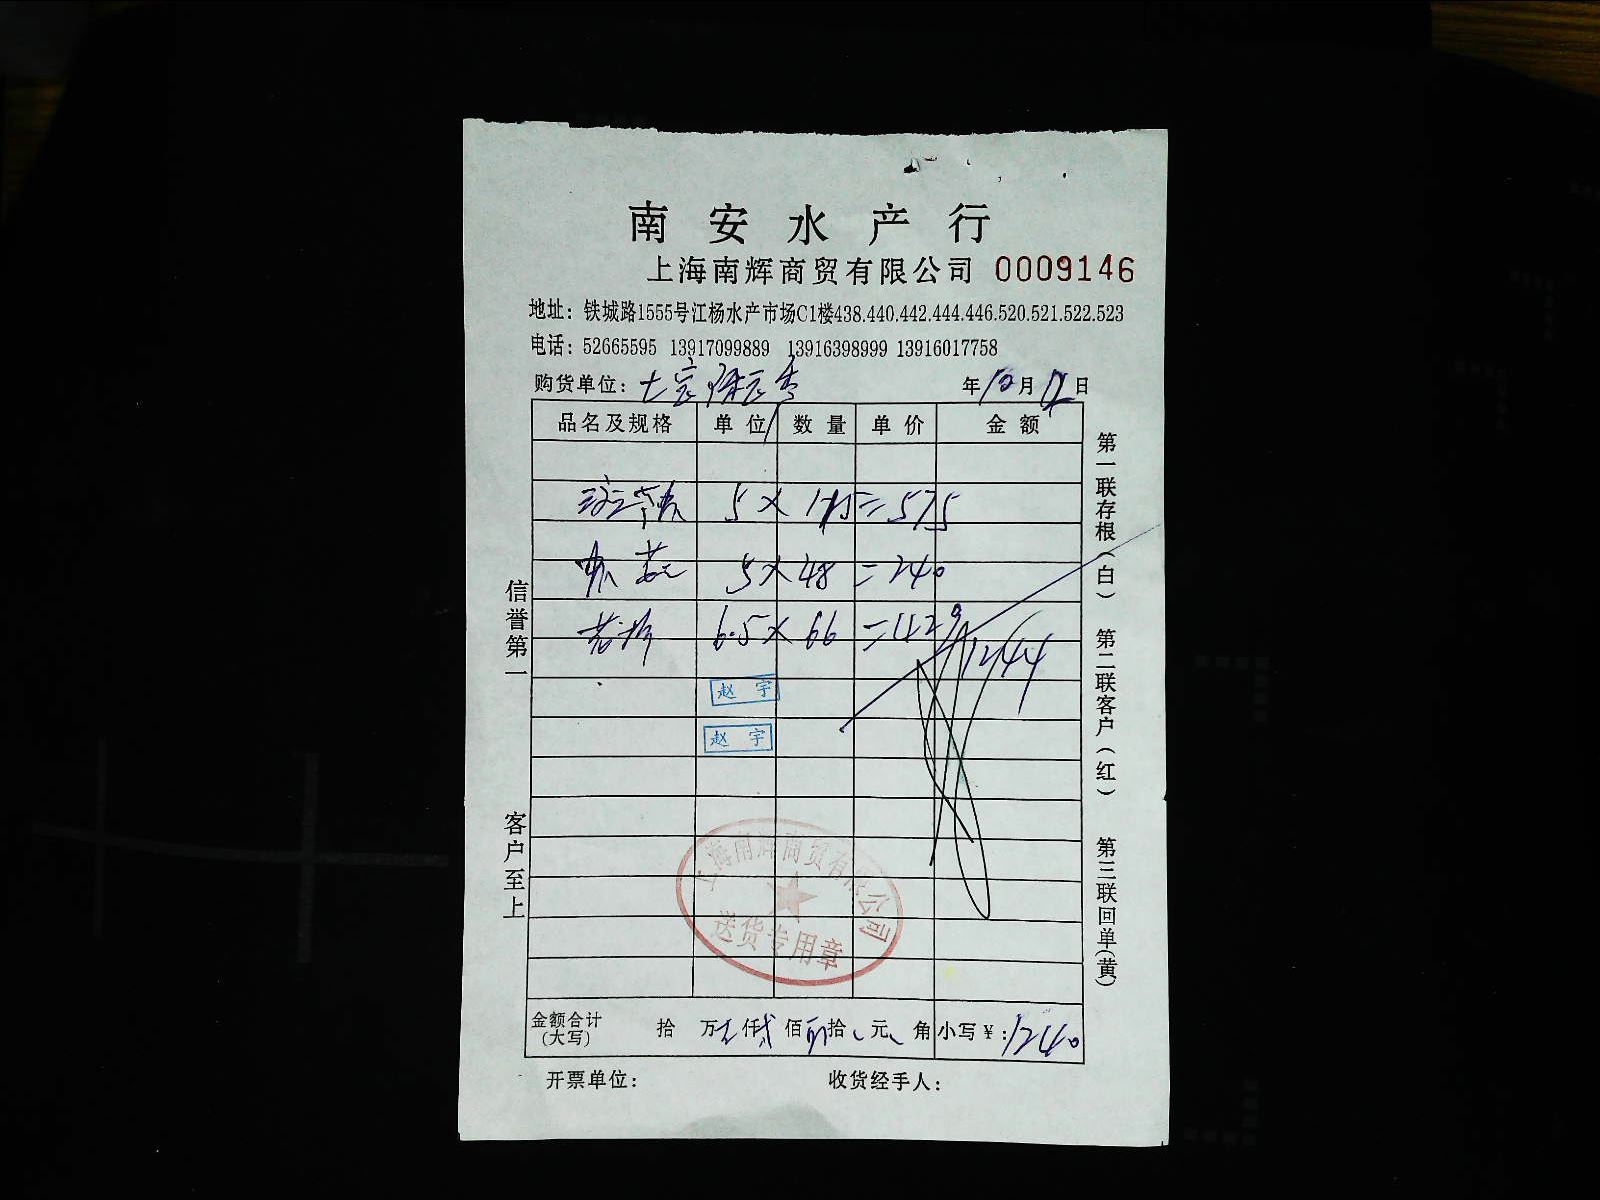 南安水产行
上海南辉商贸有限公司 0009146
地址：铁城路1555号江杨水产市场C1楼438.440.442.444.446.520.521.522.523
电话：52665595 13917099889 13916398999 13916017758
购货单位： 年10月12日
品名及规格 单位 数量 单价 金额
5×115=575
5×48=240
6.5×66=429
1244
赵宇
赵宇
上海南辉商贸有限公司
送货专用章
金额合计(大写) 拾 万 仟 佰 拾 元 角 小写￥：1240
开票单位： 收货经手人：
信誉第一
客户至上
第一联存根（白）
第二联客户（红）
第三联回单（黄）